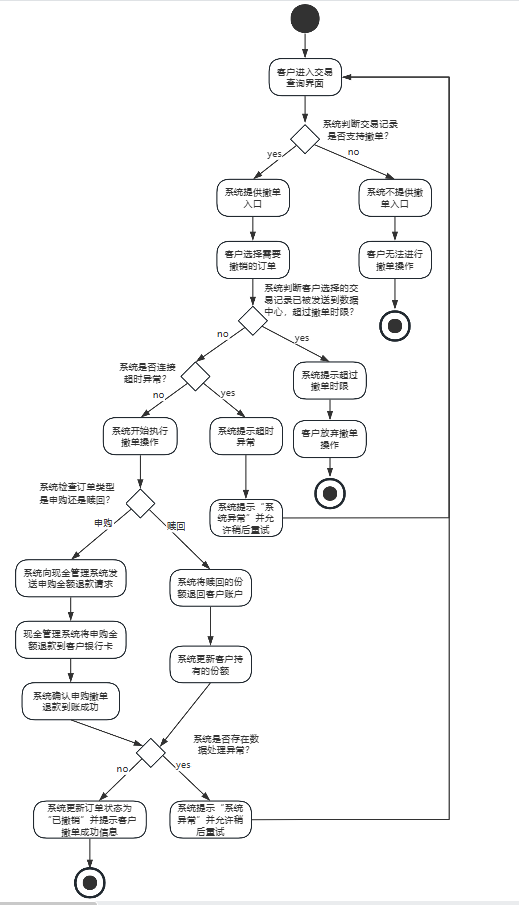 客户进入交易
查询界面
系统判断交易记录
是否支持撤单?
yes
no
系统提供撤单
入口
系统不提供撤
单入口
客户选择需要
撤销的订单
客户无法进行
撤单操作
系统判断客户选择的交
易记录已被发送到数据
中心，超过撤单时限?
no
yes
系统是否连接
超时异常?
系统提示超过
撤单时限
no
yes
系统开始执行
撤单操作
系统提示超时
异常
客户放弃撤单
操作
系统检查订单类型
是申购还是赎回?
系统提示“系
统异常”并允
许稍后重试
申购
赎回
系统向现金管理系统发
送申购金额退款请求
系统将赎回的份
额退回客户账户
现金管理系统将申购金
额退款到客户银行卡
系统更新客户持
有的份额
系统确认申购撤单
退款到账成功
系统是否存在数
据处理异常?
no
yes
系统更新订单状态为
“已撤销”并提示客户
撤单成功信息
系统提示“系统
异常”并允许稍
后重试